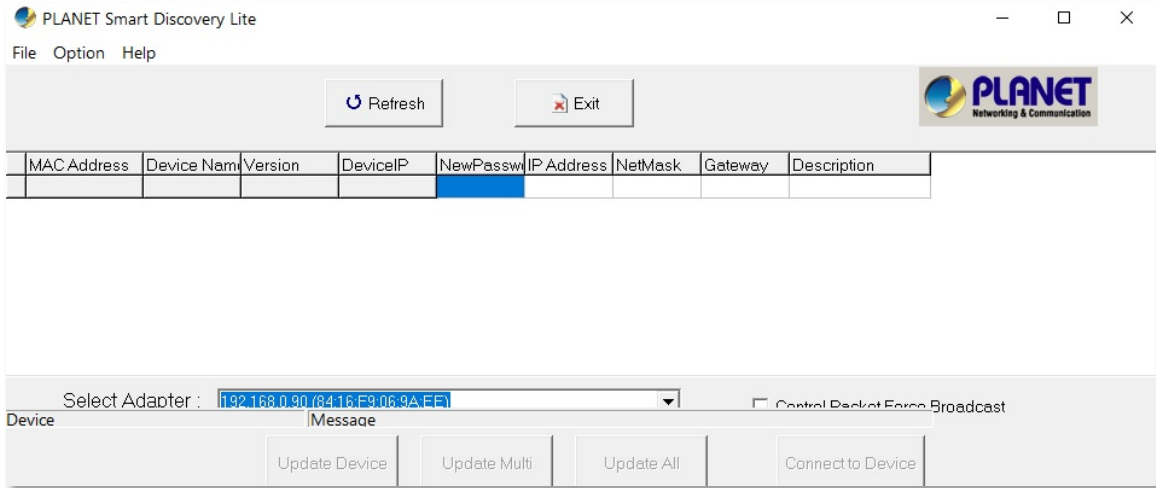 PLANET Smart Discovery Lite
File Option Help
Refresh Exit
PLANET
Networking & Communication
MAC Address Device Nam Version DeviceIP NewPassw IP Address NetMask Gateway Description
Select Adapter : 192.168.0.90 (84:16:F9:06:9A:EE) Control Packet Force Broadcast
Device Message
Update Device Update Multi Update All Connect to Device